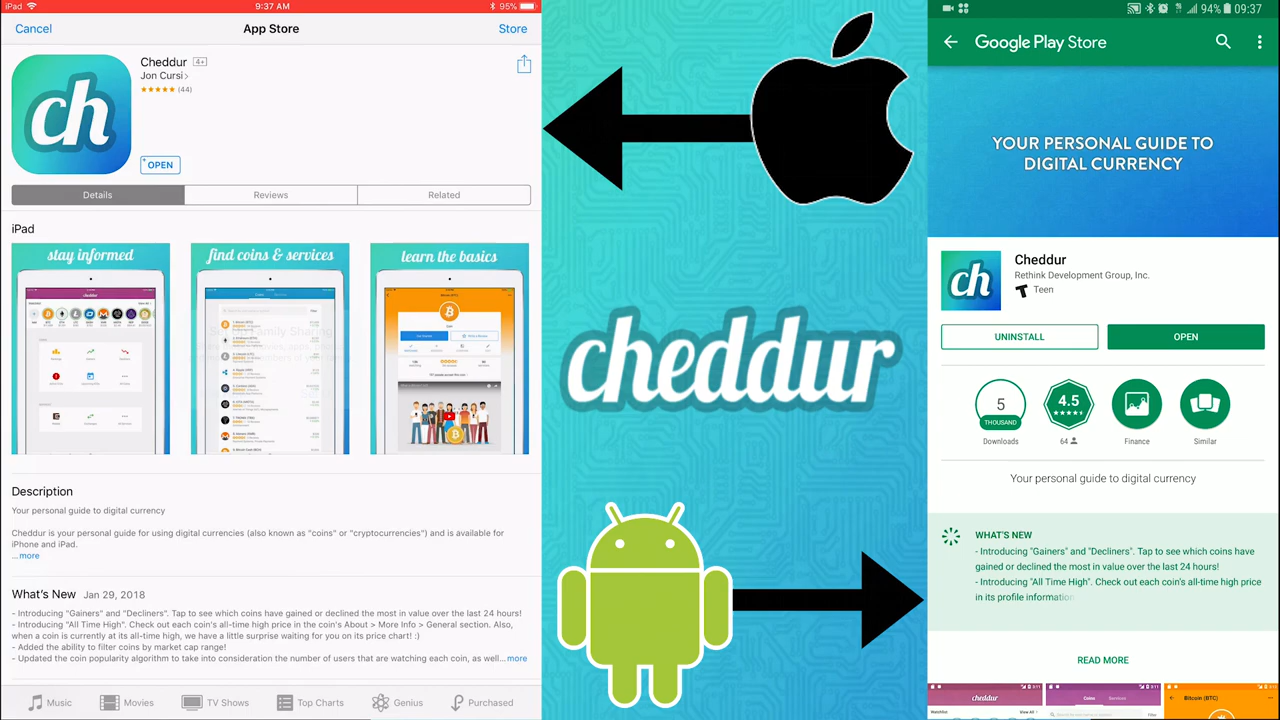 iPad
9:37 AM
95%
Cancel
App Store
Store
ch
Cheddur
4+
Jon Cursi
(44)
OPEN
Details
Reviews
Related
iPad
stay informed
find coins & services
learn the basics
Description
Your personal guide to digital currency
Cheddur is your personal guide for using digital currencies (also known as "coins" or "cryptocurrencies") and is available for
iPhone and iPad.
...more
What's New Jan 29, 2018
- Introducing "Gainers" and "Decliners". Tap to see which coins have gained or declined the most in value over the last 24 hours!
- Introducing "All Time High". Check out each coin's all-time high price in the coin's About > More Info > General section. Also,
when a coin is currently at its all-time high, we have a little surprise waiting for you on its price chart! :)
- Added the ability to filter coins by market cap range!
- Updated the coin popularity algorithm to take into consideration the number of users that are watching each coin, as well... more
Music
Movies
TV Shows
Top Charts
Genius
Purchased
cheddur
94%
09:37
Google Play Store
YOUR PERSONAL GUIDE TO
DIGITAL CURRENCY
ch
Cheddur
Rethink Development Group, Inc.
Teen
UNINSTALL
OPEN
5
THOUSAND
Downloads
4.5
64
Finance
Similar
Your personal guide to digital currency
WHAT'S NEW
- Introducing "Gainers" and "Decliners". Tap to see which coins have
gained or declined the most in value over the last 24 hours!
- Introducing "All Time High". Check out each coin's all-time high price
in its profile information
READ MORE
cheddur
Coins
Services
Bitcoin (BTC)